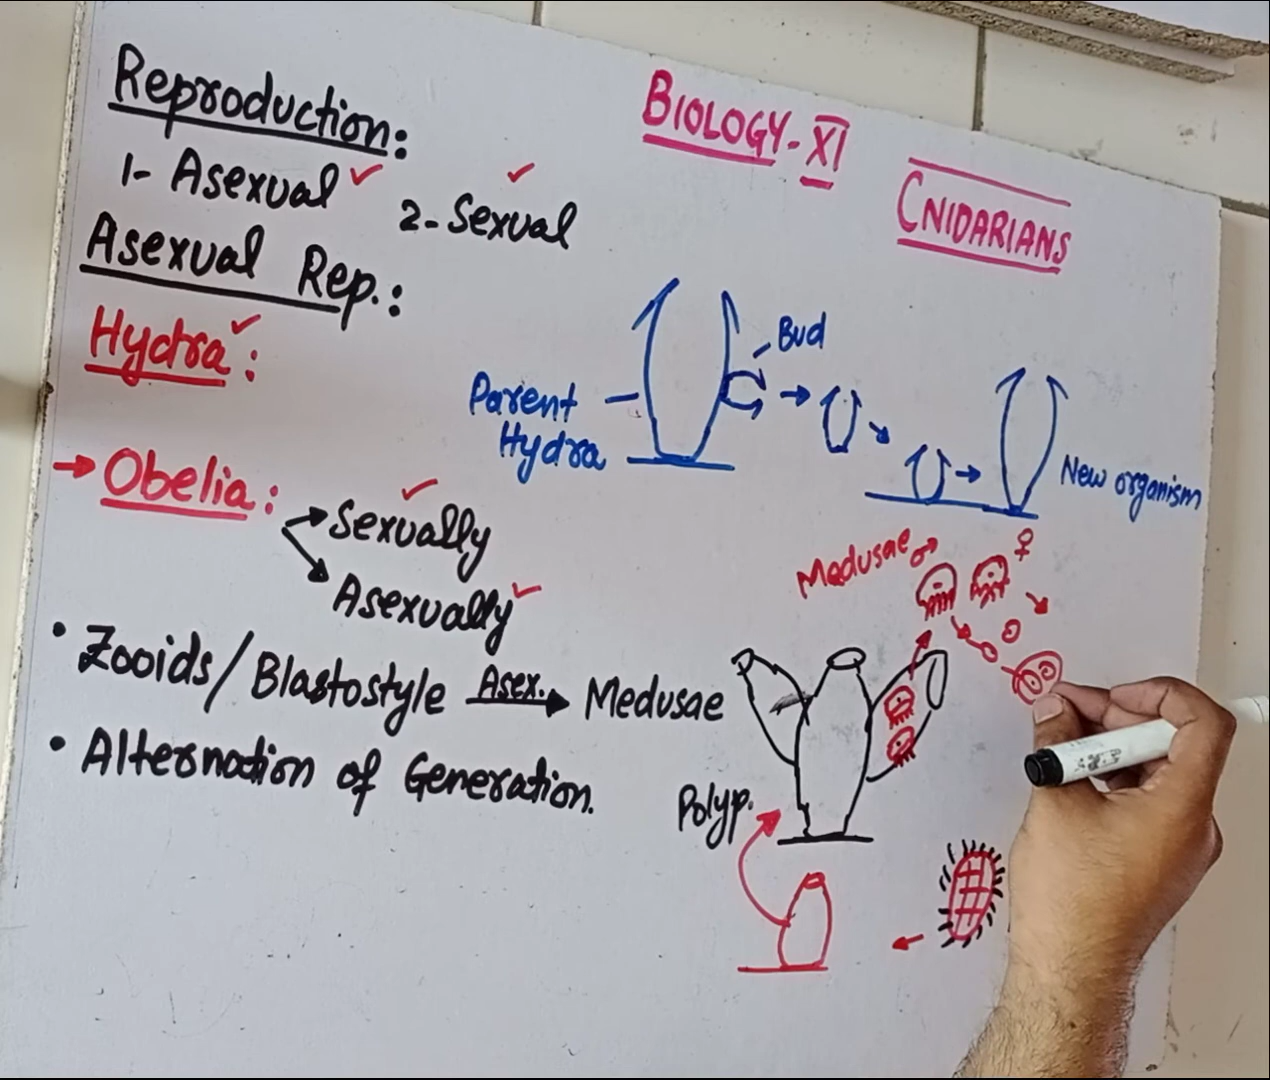 Reproduction:
1- Asexual ✓ 2- Sexual ✓
Asexual Rep.:
Hydra ✓:
→ Obelia: → Sexually ✓
→ Asexually ✓
• Zooids/Blastostyle Asex. → Medusae
• Alternation of Generation.
BIOLOGY-XI
CNIDARIANS
Bud
Parent
Hydra
New organism
Medusae ♂ ♀
Polyp.